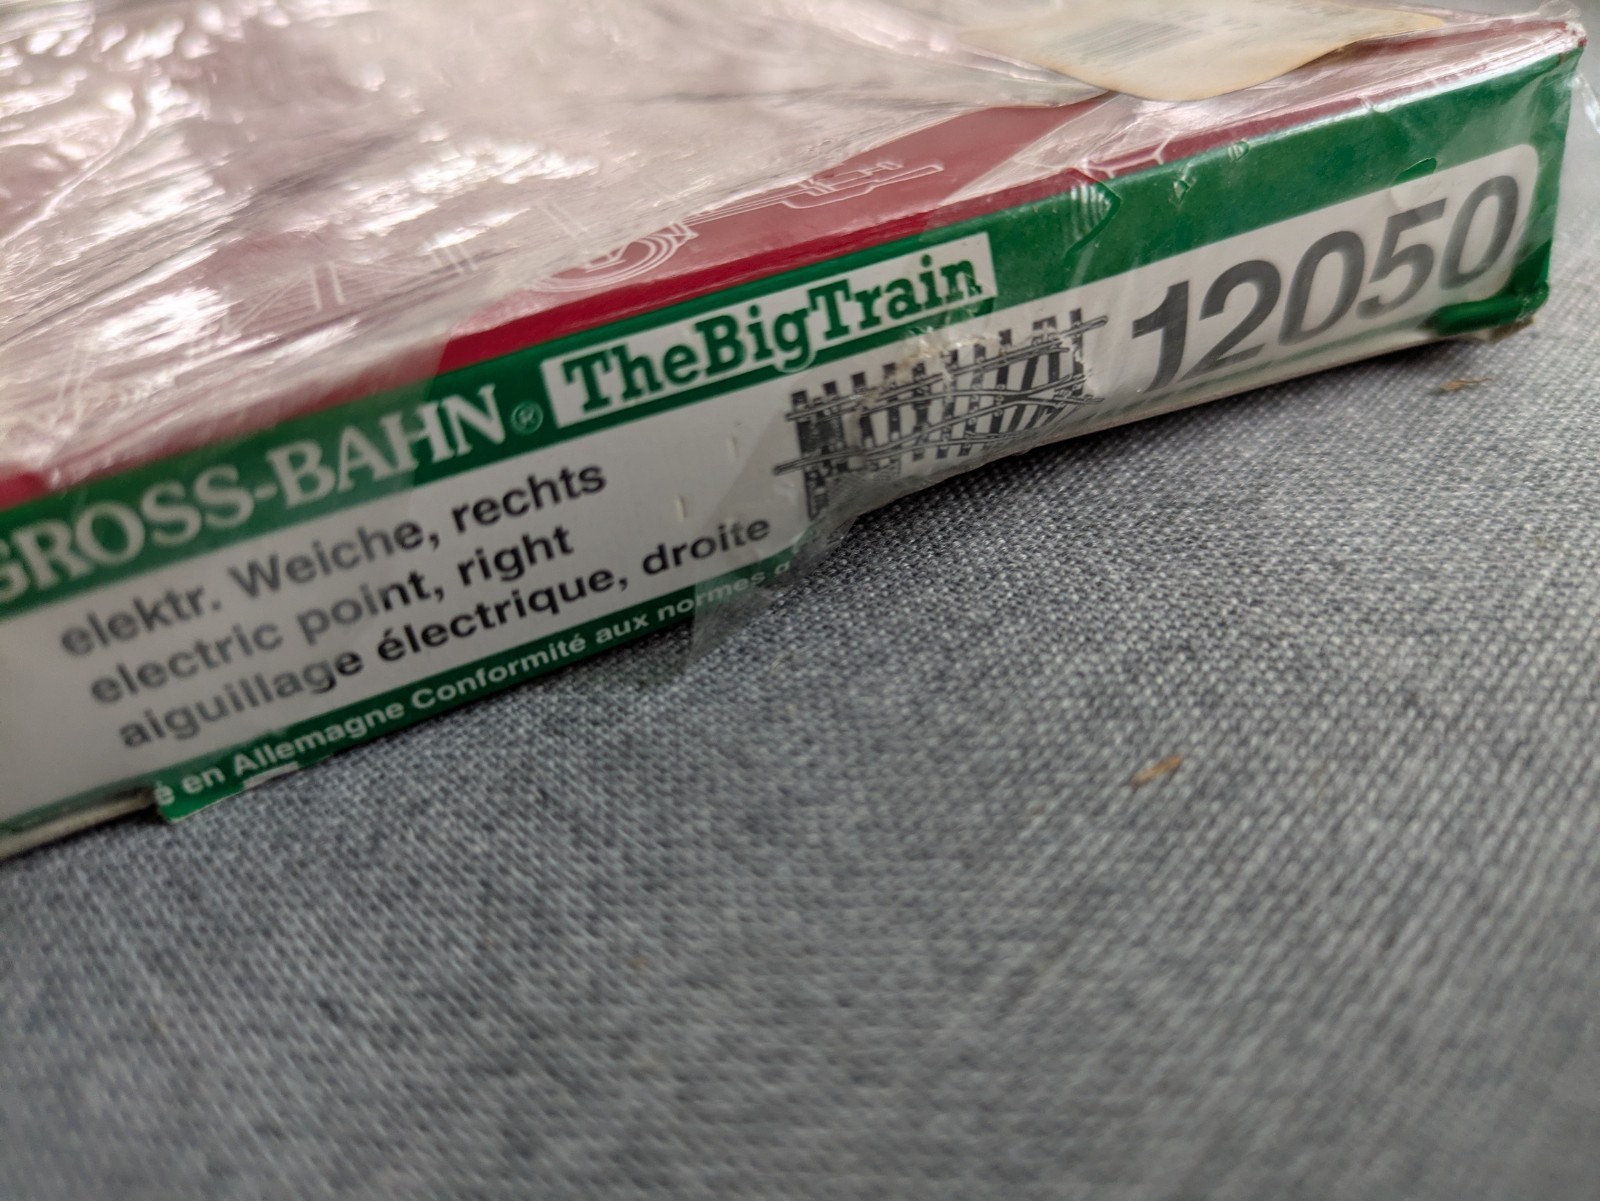 GROSS-BAHN® TheBigTrain
12050
elektr. Weiche, rechts
electric point, right
aiguillage électrique, droite
en Allemagne Conformité aux normes